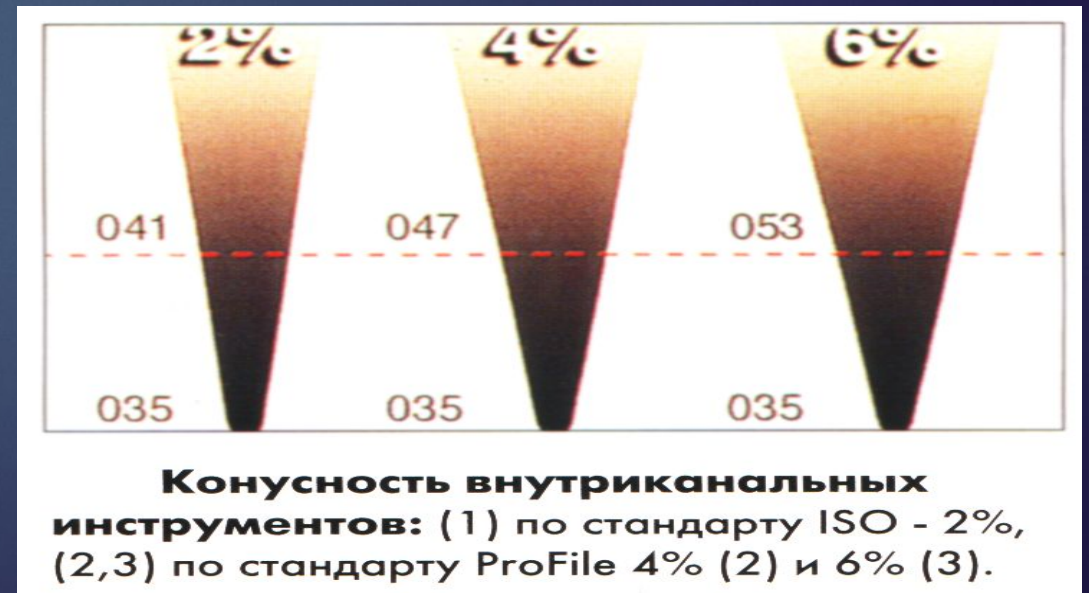 2% 4% 6%
041 047 053
035 035 035
Конусность внутриканальных
инструментов: (1) по стандарту ISO - 2%,
(2,3) по стандарту ProFile 4% (2) и 6% (3).